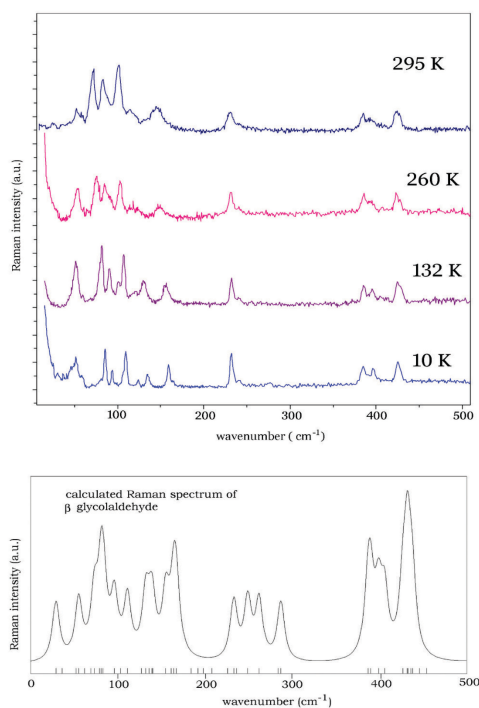 295 K
260 K
132 K
10 K
Raman intensity (a.u.)
100 200 300 400 500
wavenumber ( cm-1)
calculated Raman spectrum of
β glycolaldehyde
Raman intensity (a.u.)
0 100 200 300 400 500
wavenumber (cm-1)